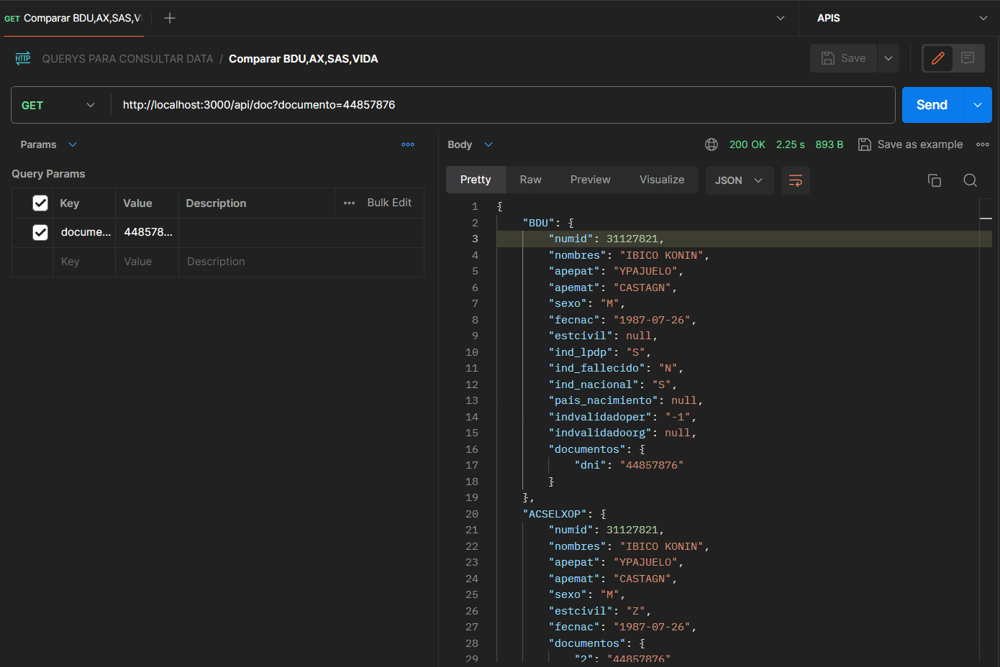 GET Comparar BDU,AX,SAS,VI
APIS
HTTP QUERYS PARA CONSULTAR DATA / Comparar BDU,AX,SAS,VIDA
Save
GET http://localhost:3000/api/doc?documento=44857876 Send
Params
Query Params
Key Value Description Bulk Edit
docume... 448578...
Key Value Description
Body 200 OK 2.25 s 893 B Save as example
Pretty Raw Preview Visualize JSON
1 {
2 "BDU": {
3 "numid": 31127821,
4 "nombres": "IBICO KONIN",
5 "apepat": "YPAJUELO",
6 "apemat": "CASTAGN",
7 "sexo": "M",
8 "fecnac": "1987-07-26",
9 "estcivil": null,
10 "ind_lpdp": "S",
11 "ind_fallecido": "N",
12 "ind_nacional": "S",
13 "pais_nacimiento": null,
14 "indvalidadoper": "-1",
15 "indvalidadoorg": null,
16 "documentos": {
17 "dni": "44857876"
18 }
19 },
20 "ACSELXOP": {
21 "numid": 31127821,
22 "nombres": "IBICO KONIN",
23 "apepat": "YPAJUELO",
24 "apemat": "CASTAGN",
25 "sexo": "M",
26 "estcivil": "Z",
27 "fecnac": "1987-07-26",
28 "documentos": {
29 "2": "44857876"